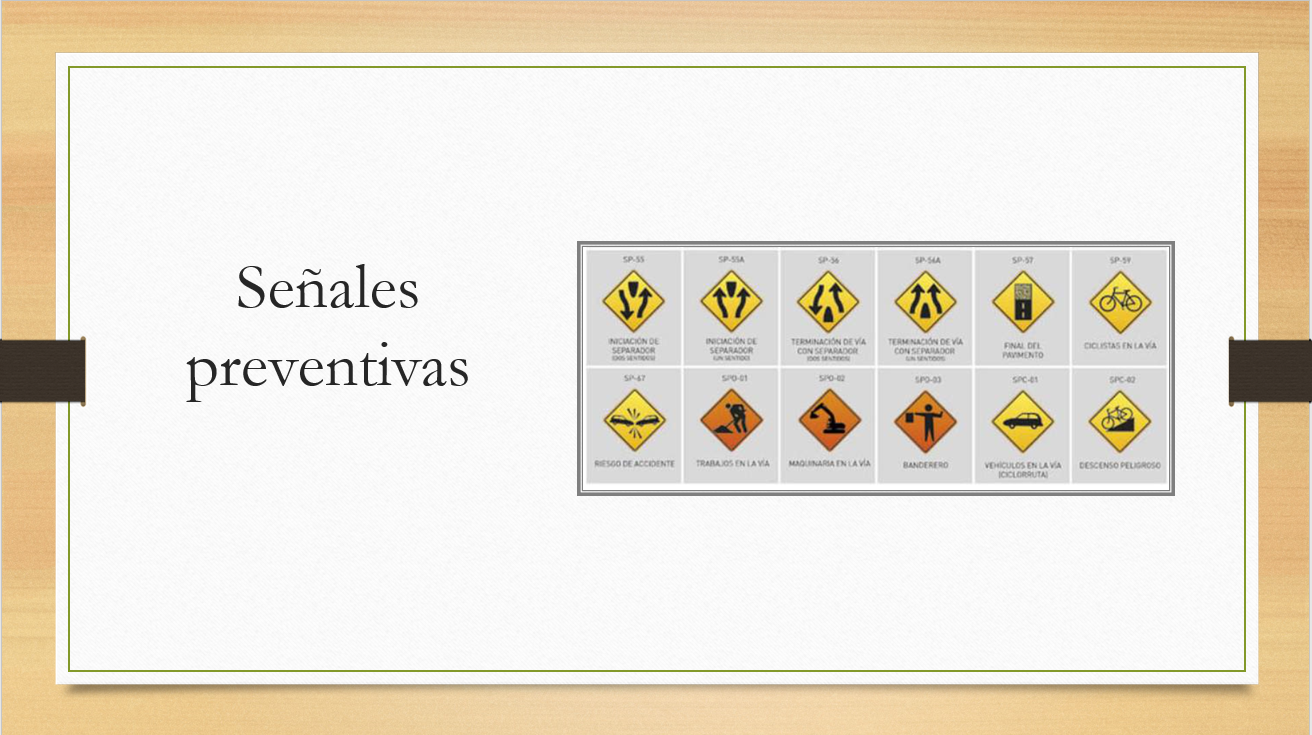 Señales
preventivas
SP-55
INICIACIÓN DE
SEPARADOR
(DOS SENTIDOS)
SP-55A
INICIACIÓN DE
SEPARADOR
(UN SENTIDO)
SP-56
TERMINACIÓN DE VÍA
CON SEPARADOR
(DOS SENTIDOS)
SP-56A
TERMINACIÓN DE VÍA
CON SEPARADOR
(UN SENTIDOS)
SP-57
FINAL DEL
PAVIMENTO
SP-59
CICLISTAS EN LA VÍA
SP-67
RIESGO DE ACCIDENTE
SPO-01
TRABAJOS EN LA VÍA
SPO-02
MAQUINARIA EN LA VÍA
SPO-03
BANDERERO
SPC-01
VEHÍCULOS EN LA VÍA
(CICLORRUTA)
SPC-02
DESCENSO PELIGROSO